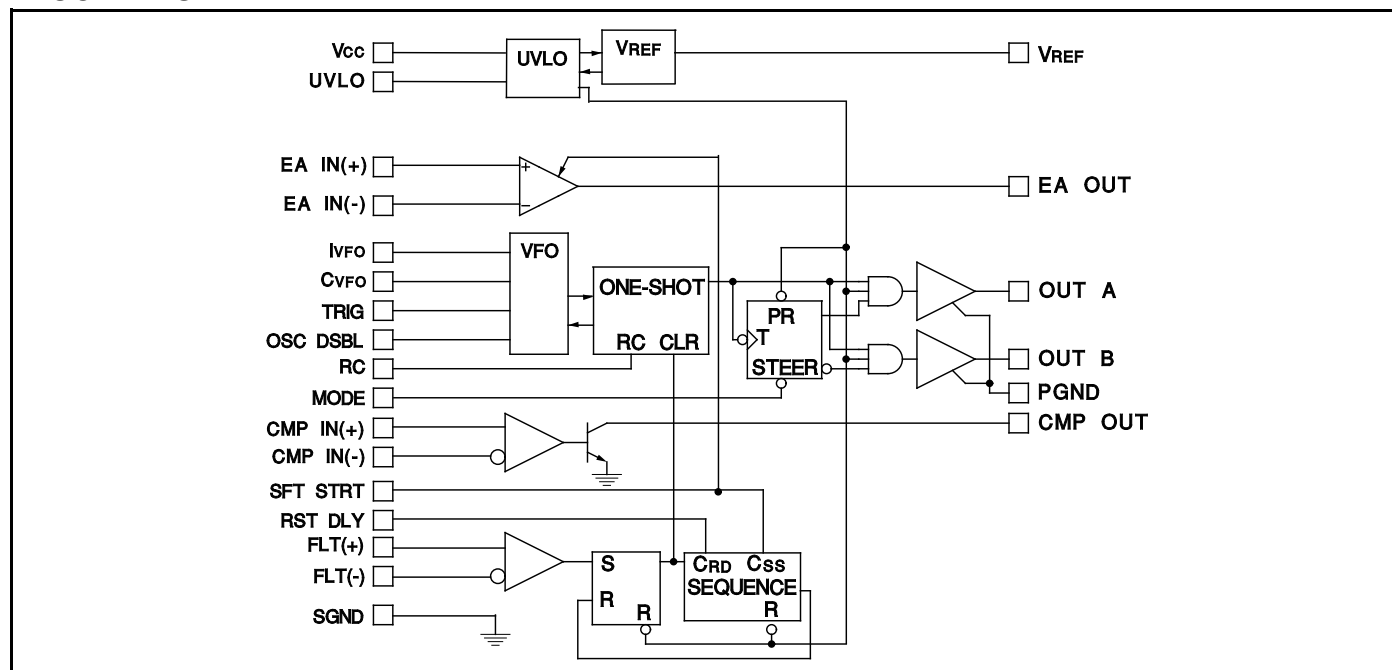 VCC
UVLO
UVLO
VREF
VREF
EA IN(+)
EA IN(-)
+
−
EA OUT
IVFO
CVFO
TRIG
OSC DSBL
RC
MODE
VFO
ONE-SHOT
RC CLR
PR
T
STEER
OUT A
OUT B
PGND
CMP OUT
CMP IN(+)
CMP IN(-)
SFT STRT
RST DLY
FLT(+)
FLT(-)
SGND
S
R
R
CRD CSS
SEQUENCE
R